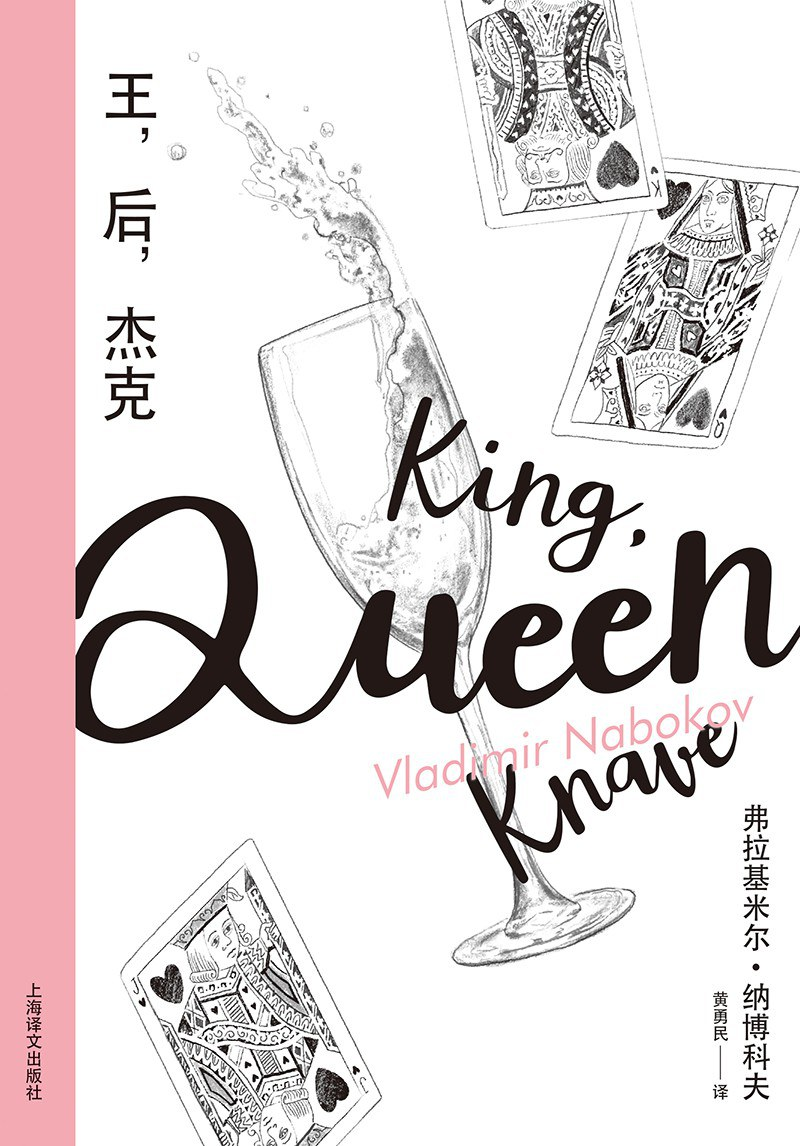 王，后，杰克
K
Q
King,
Queen
Vladimir Nabokov
Knave
弗拉基米尔·纳博科夫
黄勇民——译
J
J
上海译文出版社